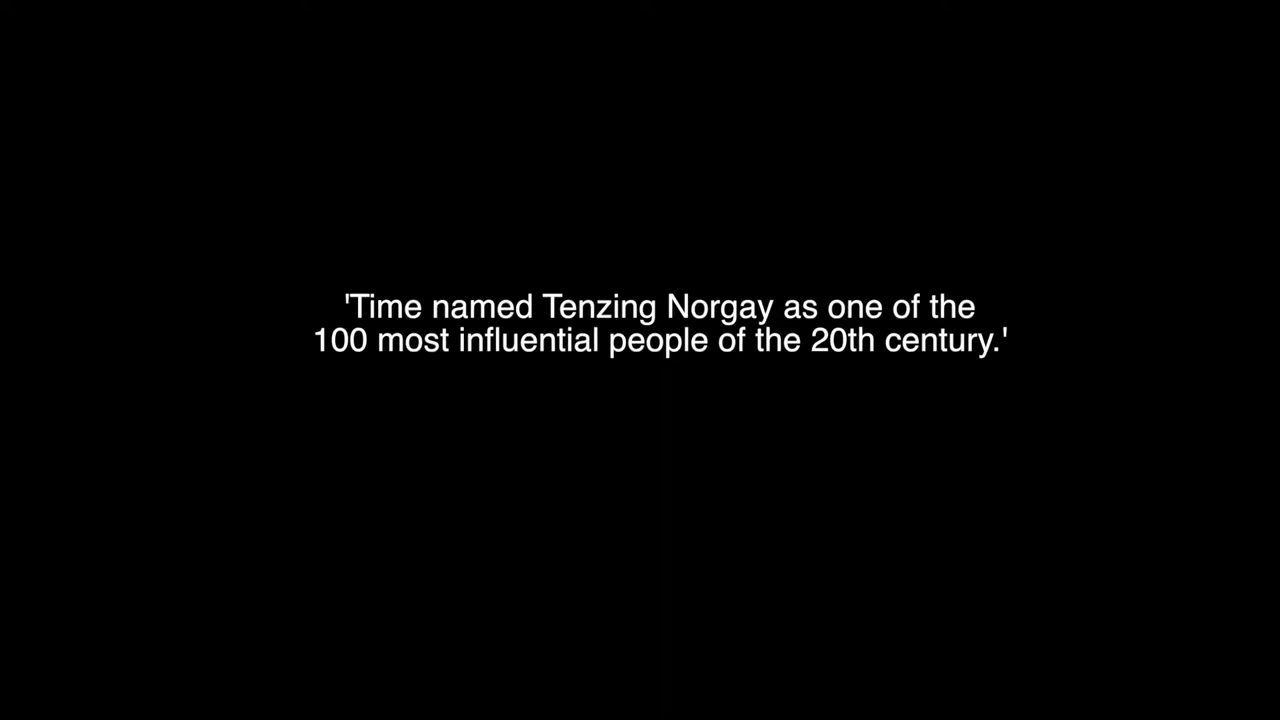 'Time named Tenzing Norgay as one of the
100 most influential people of the 20th century.'